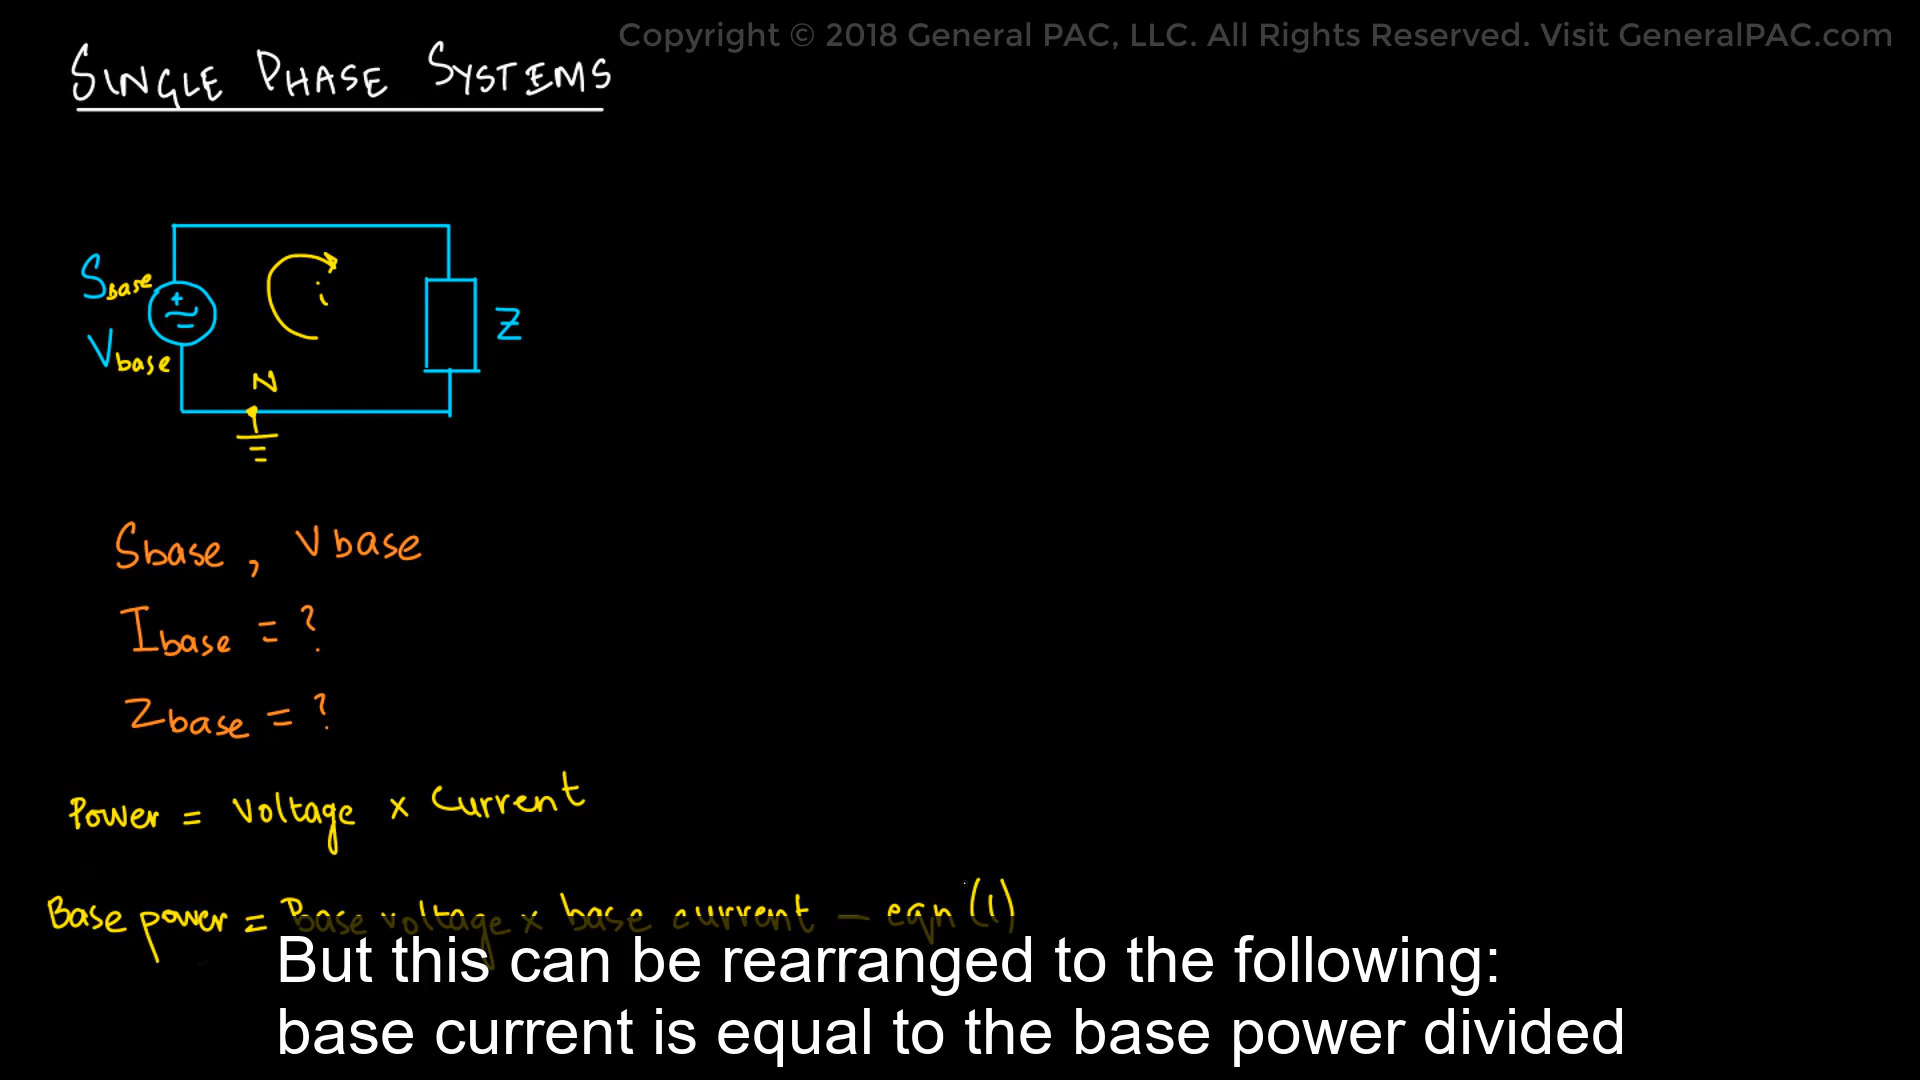 Copyright © 2018 General PAC, LLC. All Rights Reserved. Visit GeneralPAC.com
SINGLE PHASE SYSTEMS
Sbase
+
i
Vbase
Z
N
Sbase, Vbase
Ibase = ?
Zbase = ?
Power = Voltage x Current
Base power = Base voltage x base current - eqn (1)
But this can be rearranged to the following:
base current is equal to the base power divided